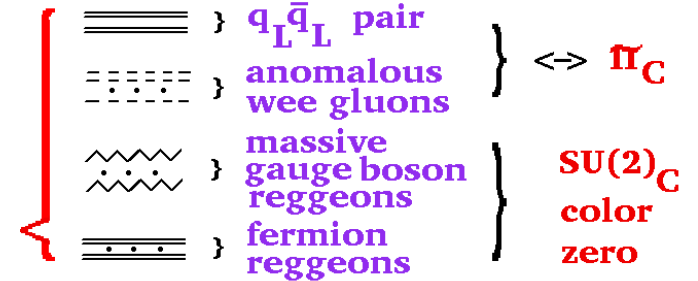 } q_L q̄_L pair
} anomalous
wee gluons
} <-> π_C
} massive
gauge boson
reggeons
} fermion
reggeons
} SU(2)_C
color
zero